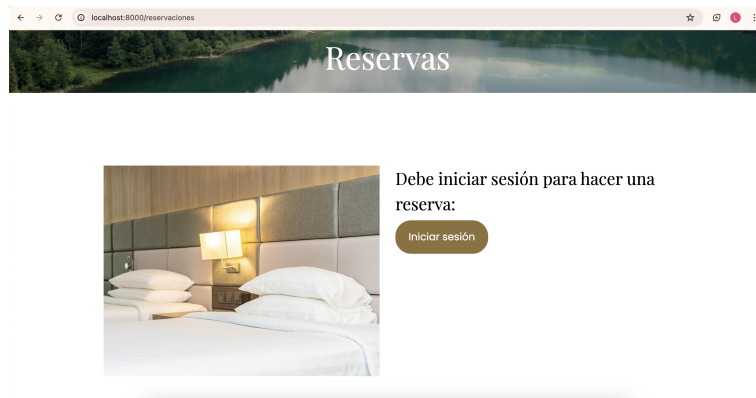 localhost:8000/reservaciones
L
Reservas
Debe iniciar sesión para hacer una
reserva:
Iniciar sesión